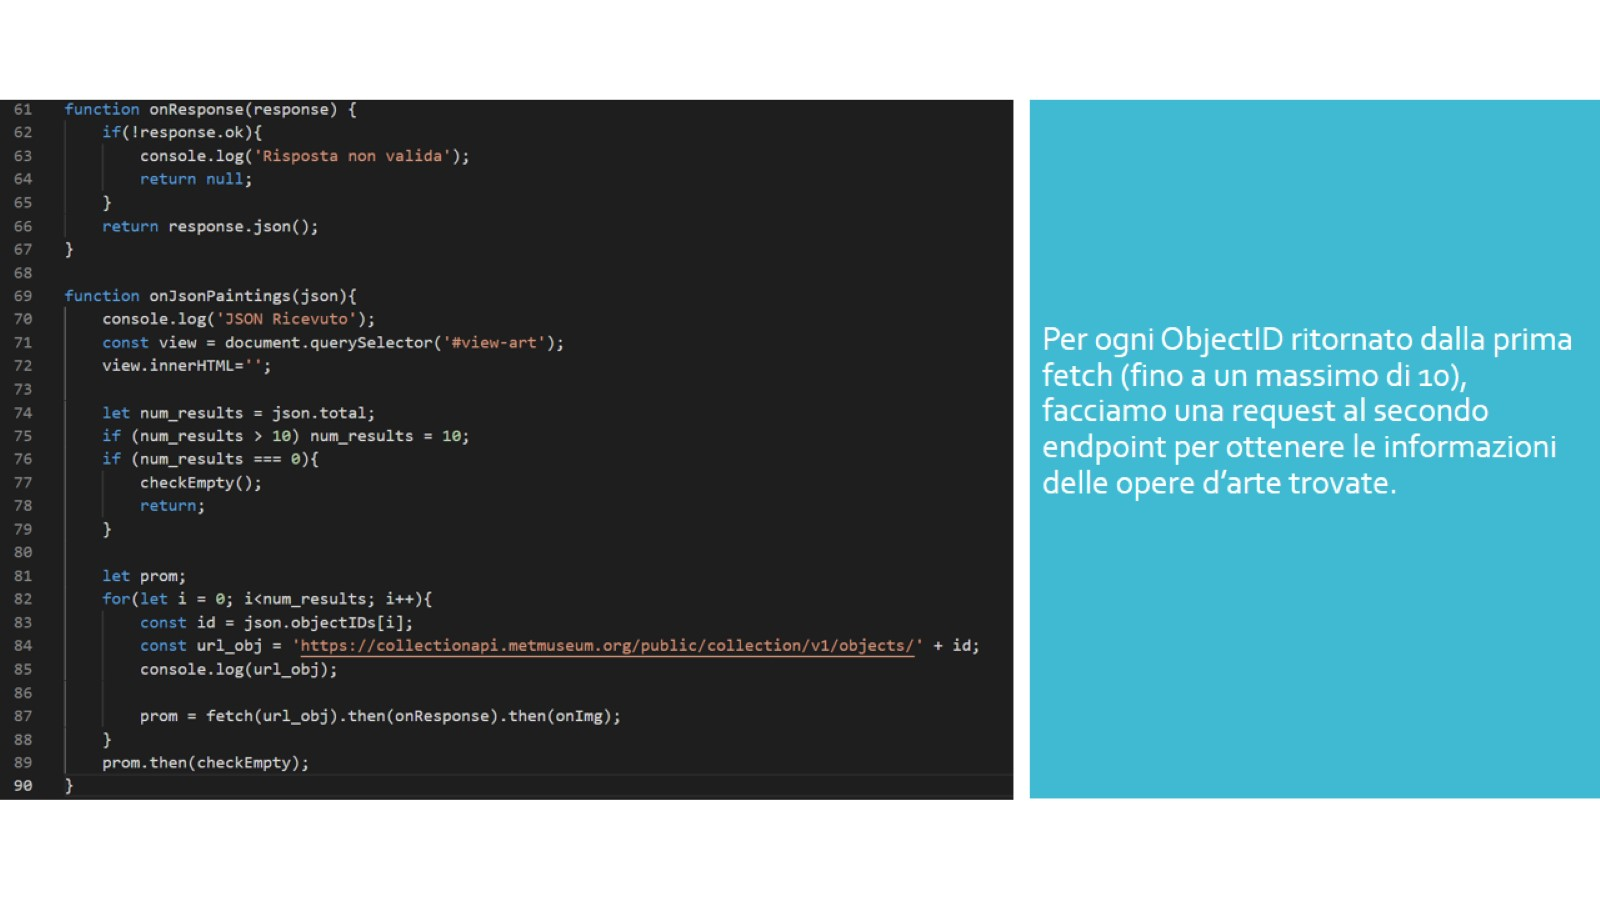 61 function onResponse(response) {
62     if(!response.ok){
63         console.log('Risposta non valida');
64         return null;
65     }
66     return response.json();
67 }
68
69 function onJsonPaintings(json){
70     console.log('JSON Ricevuto');
71     const view = document.querySelector('#view-art');
72     view.innerHTML='';
73
74     let num_results = json.total;
75     if (num_results > 10) num_results = 10;
76     if (num_results === 0){
77         checkEmpty();
78         return;
79     }
80
81     let prom;
82     for(let i = 0; i<num_results; i++){
83         const id = json.objectIDs[i];
84         const url_obj = 'https://collectionapi.metmuseum.org/public/collection/v1/objects/' + id;
85         console.log(url_obj);
86
87         prom = fetch(url_obj).then(onResponse).then(onImg);
88     }
89     prom.then(checkEmpty);
90 }
Per ogni ObjectID ritornato dalla prima
fetch (fino a un massimo di 10),
facciamo una request al secondo
endpoint per ottenere le informazioni
delle opere d’arte trovate.